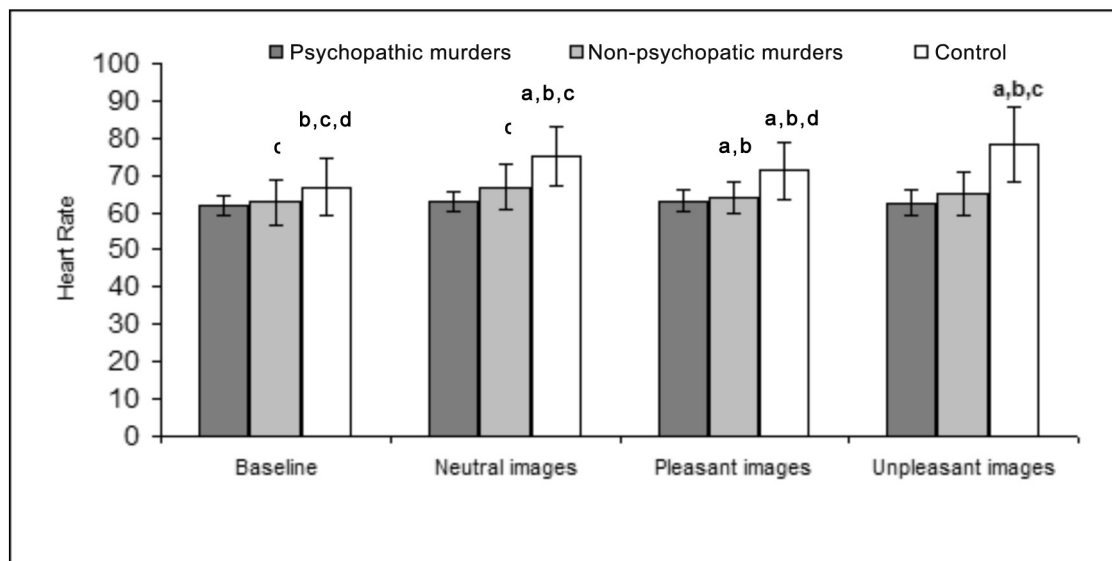 Psychopathic murders Non-psychopatic murders Control
100
90
80
70
60
50
40
30
20
10
0
Heart Rate
c
b,c,d
c
a,b,c
a,b
a,b,d
a,b,c
Baseline Neutral images Pleasant images Unpleasant images